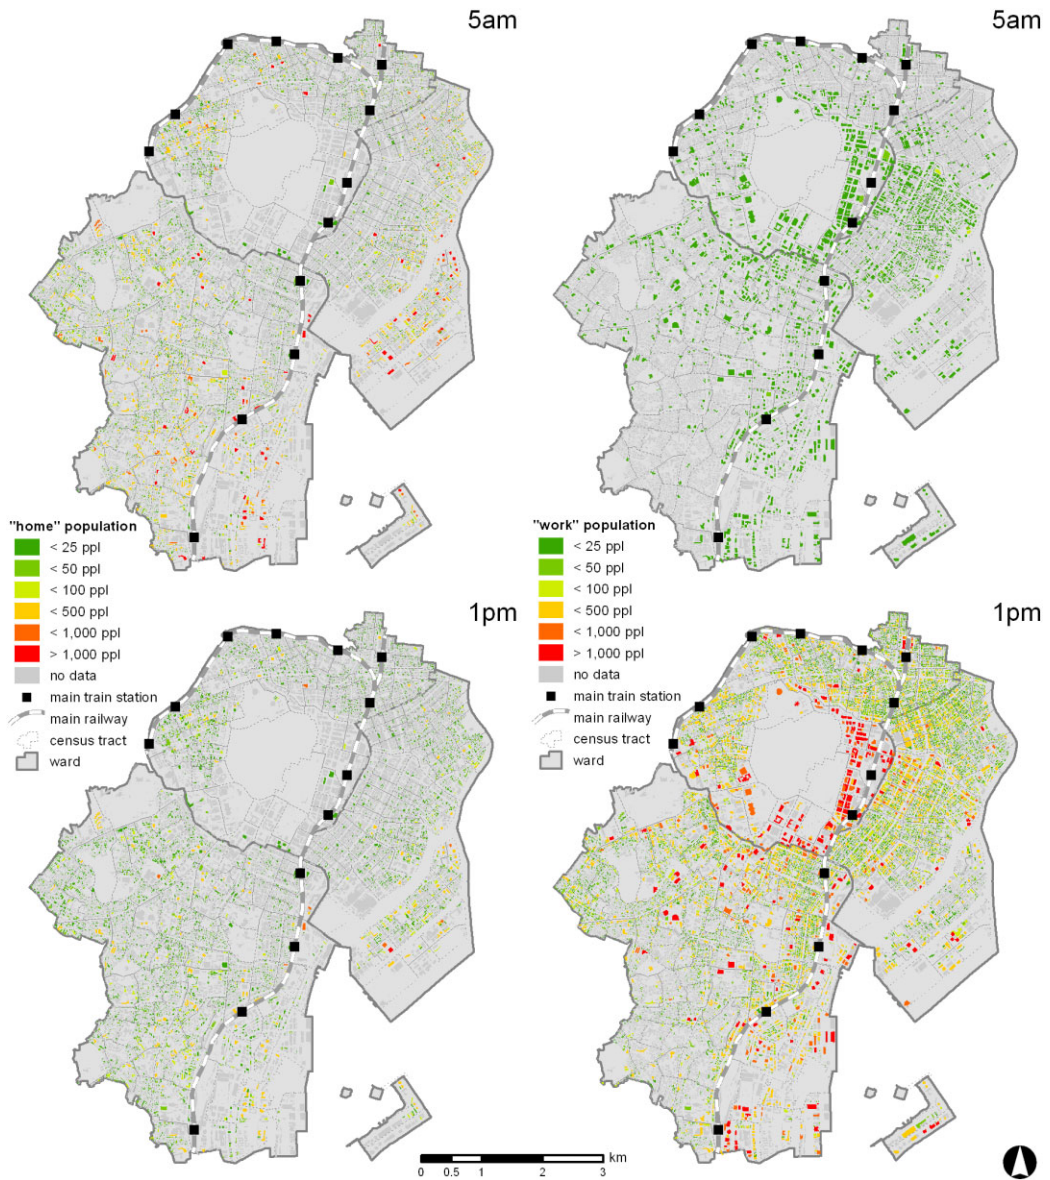 5am
5am
"home" population
< 25 ppl
< 50 ppl
< 100 ppl
< 500 ppl
< 1,000 ppl
> 1,000 ppl
no data
main train station
main railway
census tract
ward
"work" population
< 25 ppl
< 50 ppl
< 100 ppl
< 500 ppl
< 1,000 ppl
> 1,000 ppl
no data
main train station
main railway
census tract
ward
1pm
1pm
km
0 0.5 1 2 3